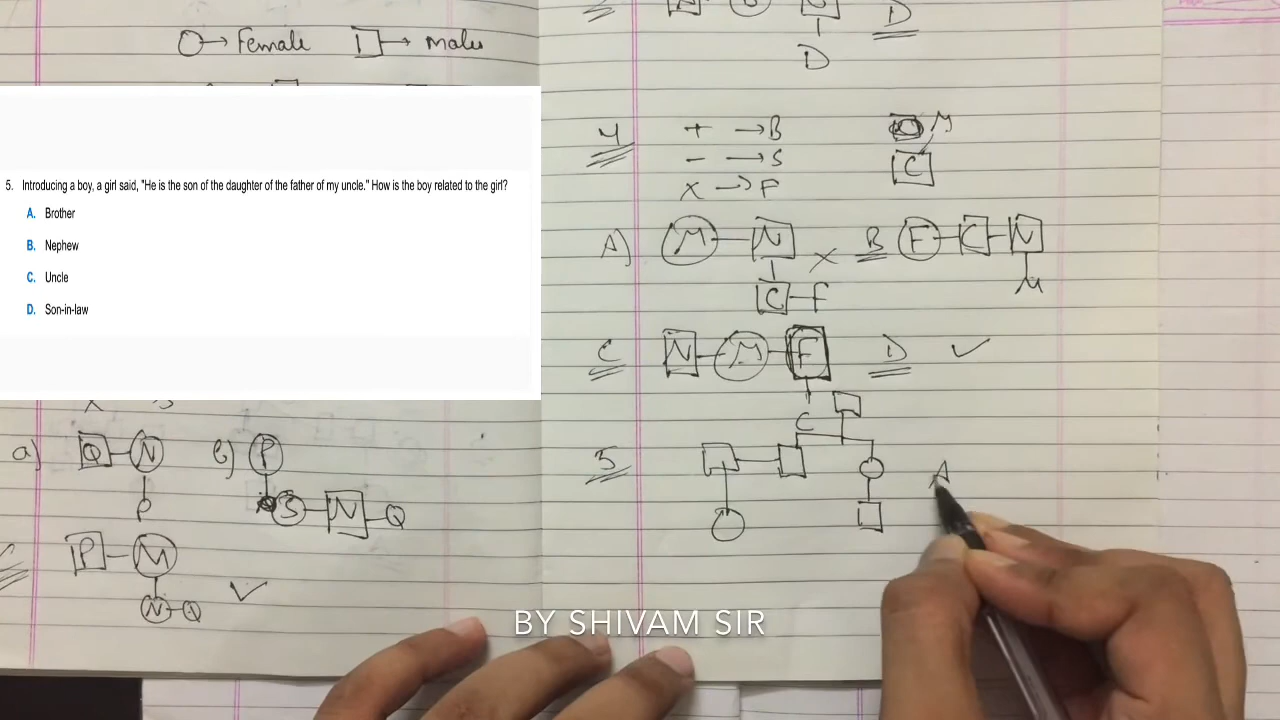 ○→ Female □→ males
5. Introducing a boy, a girl said, "He is the son of the daughter of the father of my uncle." How is the boy related to the girl?
A. Brother
B. Nephew
C. Uncle
D. Son-in-law
a) Q N b) P
P S N Q
P M
N Q
D
D
4 + → B M
- → S C
x → F
A) M N x B F C N
C F M
C N M F D ✓
C
5 A
BY SHIVAM SIR